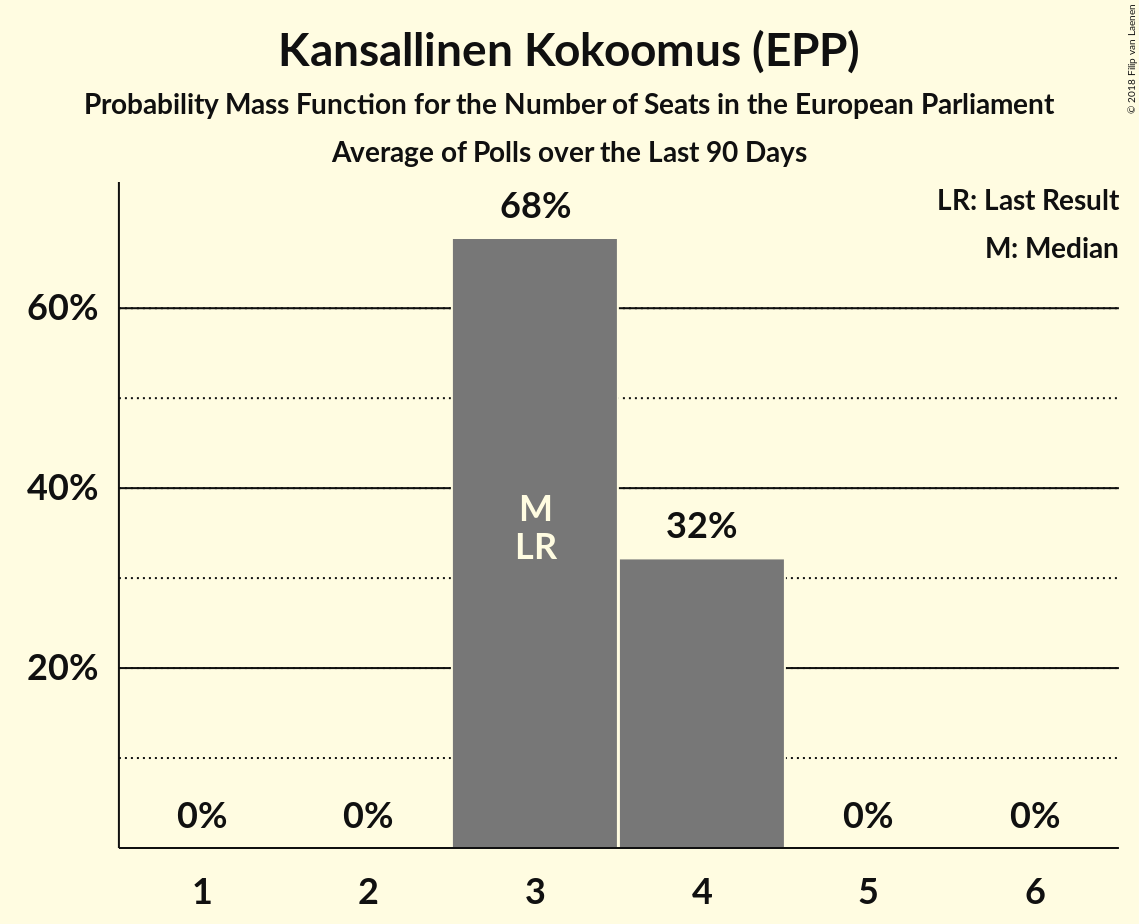 Kansallinen Kokoomus (EPP)
Probability Mass Function for the Number of Seats in the European Parliament
Average of Polls over the Last 90 Days
© 2018 Filip van Laenen
LR: Last Result
M: Median
68%
60%
40%
M
LR
32%
20%
0% 0% 0% 0%
1 2 3 4 5 6